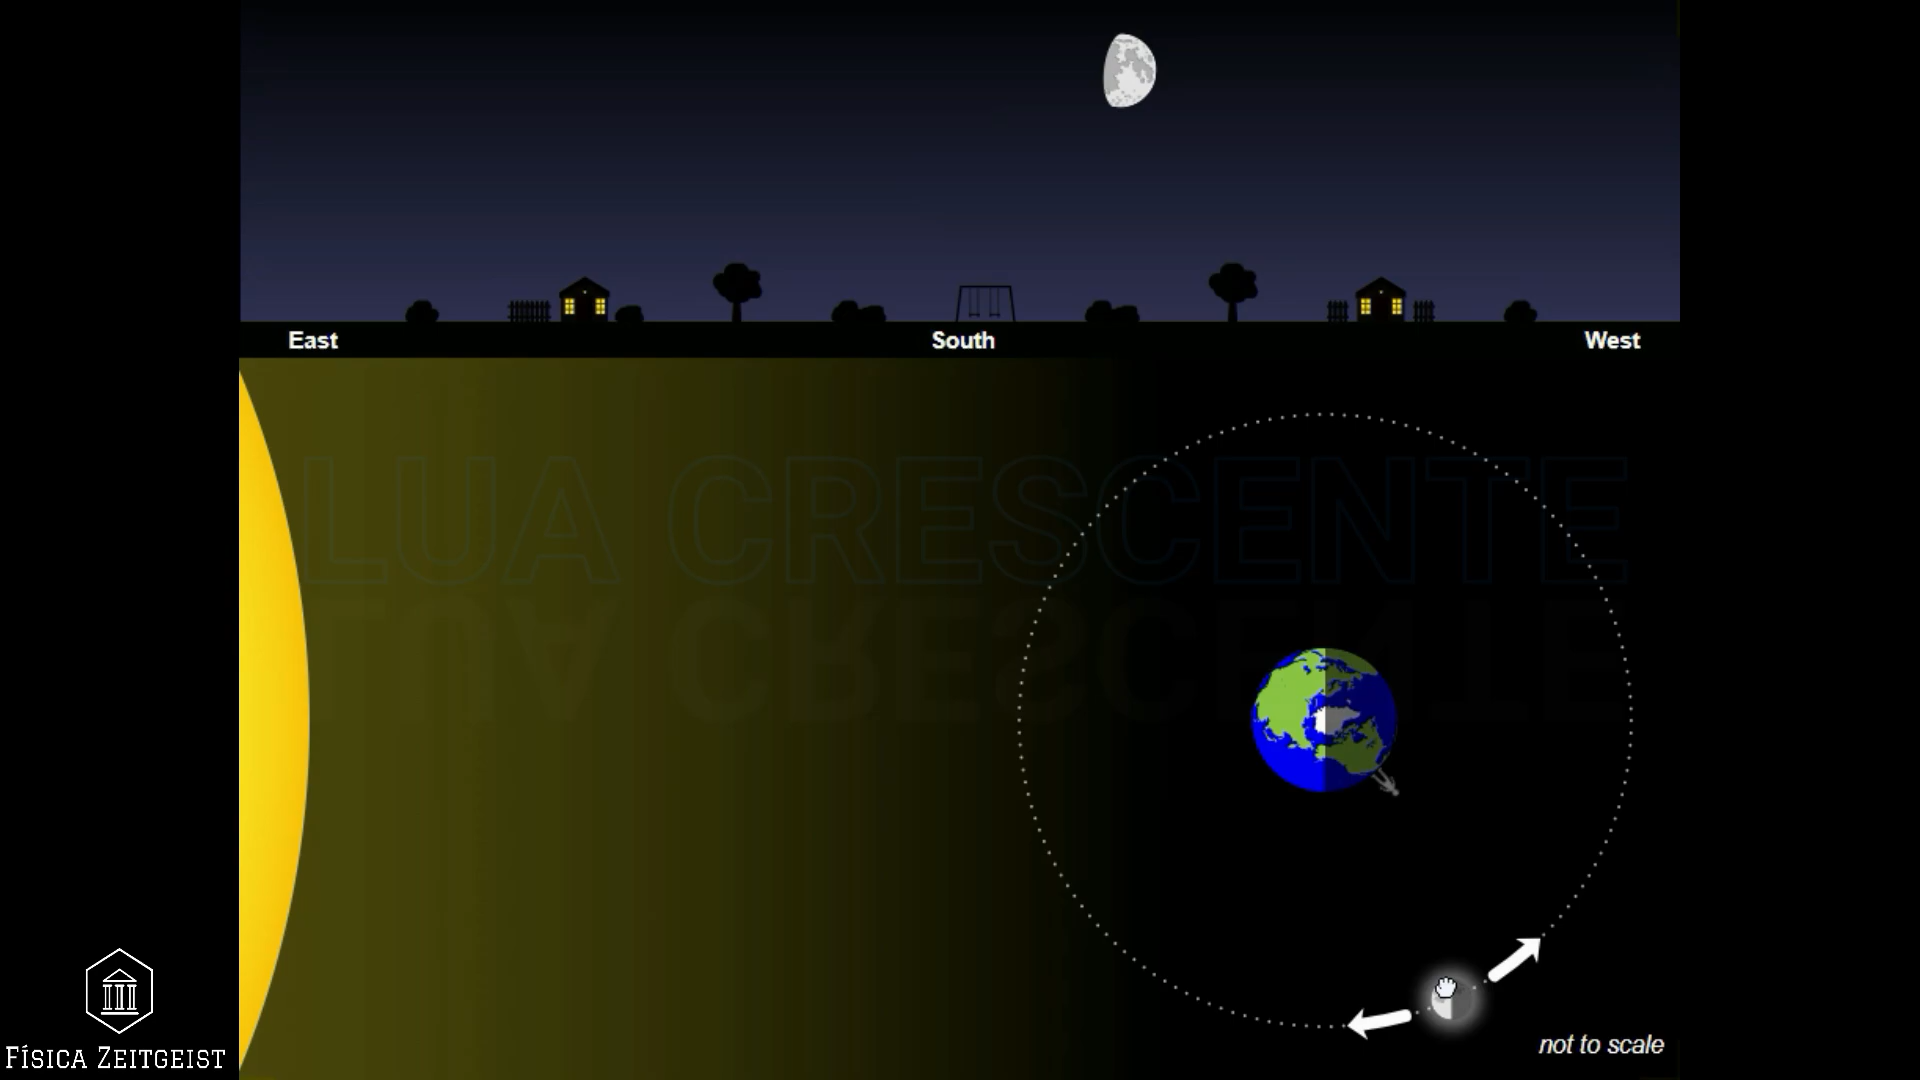 East
South
West
LUA CRESCENTE
not to scale
FÍSICA ZEITGEIST